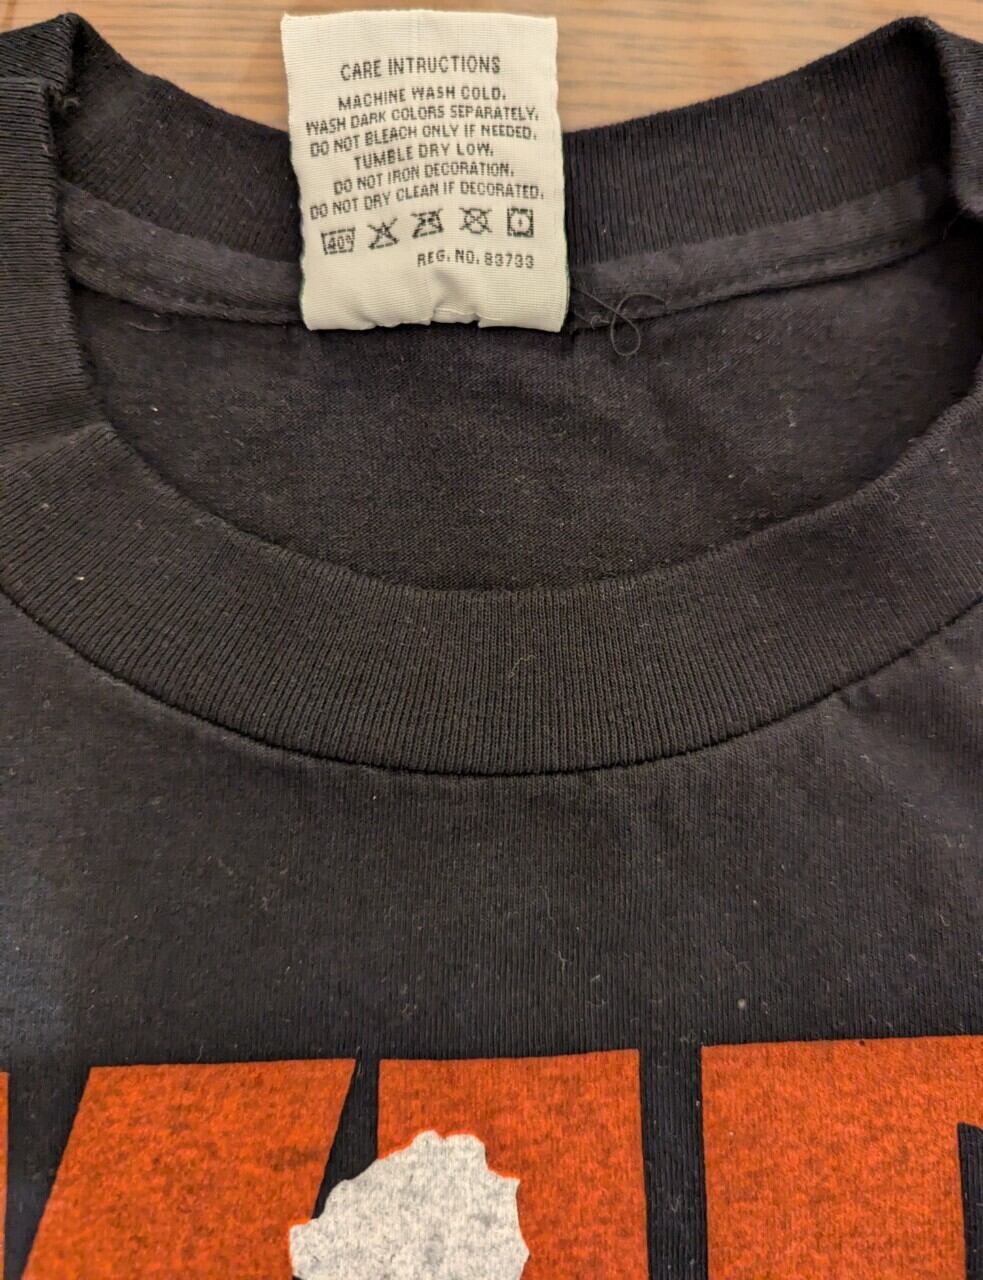 CARE INTRUCTIONS
MACHINE WASH COLD.
WASH DARK COLORS SEPARATELY.
DO NOT BLEACH ONLY IF NEEDED.
TUMBLE DRY LOW.
DO NOT IRON DECORATION.
DO NOT DRY CLEAN IF DECORATED.
40°
REG. NO. 93733